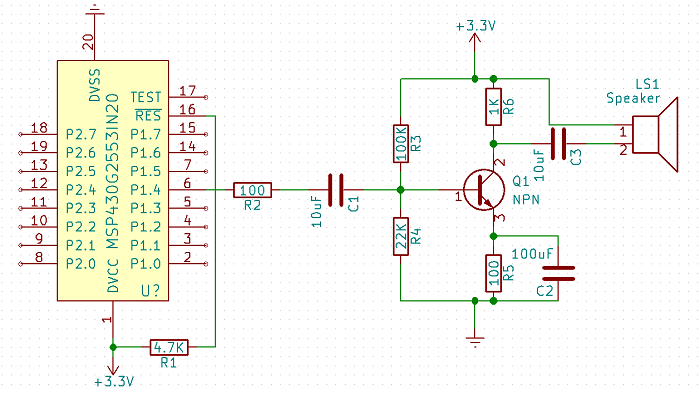 20
DVSS
MSP430G2553IN20
DVCC
U?
1
TEST 17
RES 16
P1.7 15
P1.6 14
P1.5 7
P1.4 6
P1.3 5
P1.2 4
P1.1 3
P1.0 2
18 P2.7
19 P2.6
13 P2.5
12 P2.4
11 P2.3
10 P2.2
9 P2.1
8 P2.0
4.7K
R1
+3.3V
100
R2
10uF
C1
100K
R3
22K
R4
+3.3V
1K
R6
10uF
C3
Q1
NPN
1
2
3
100
R5
100uF
C2
LS1
Speaker
1
2